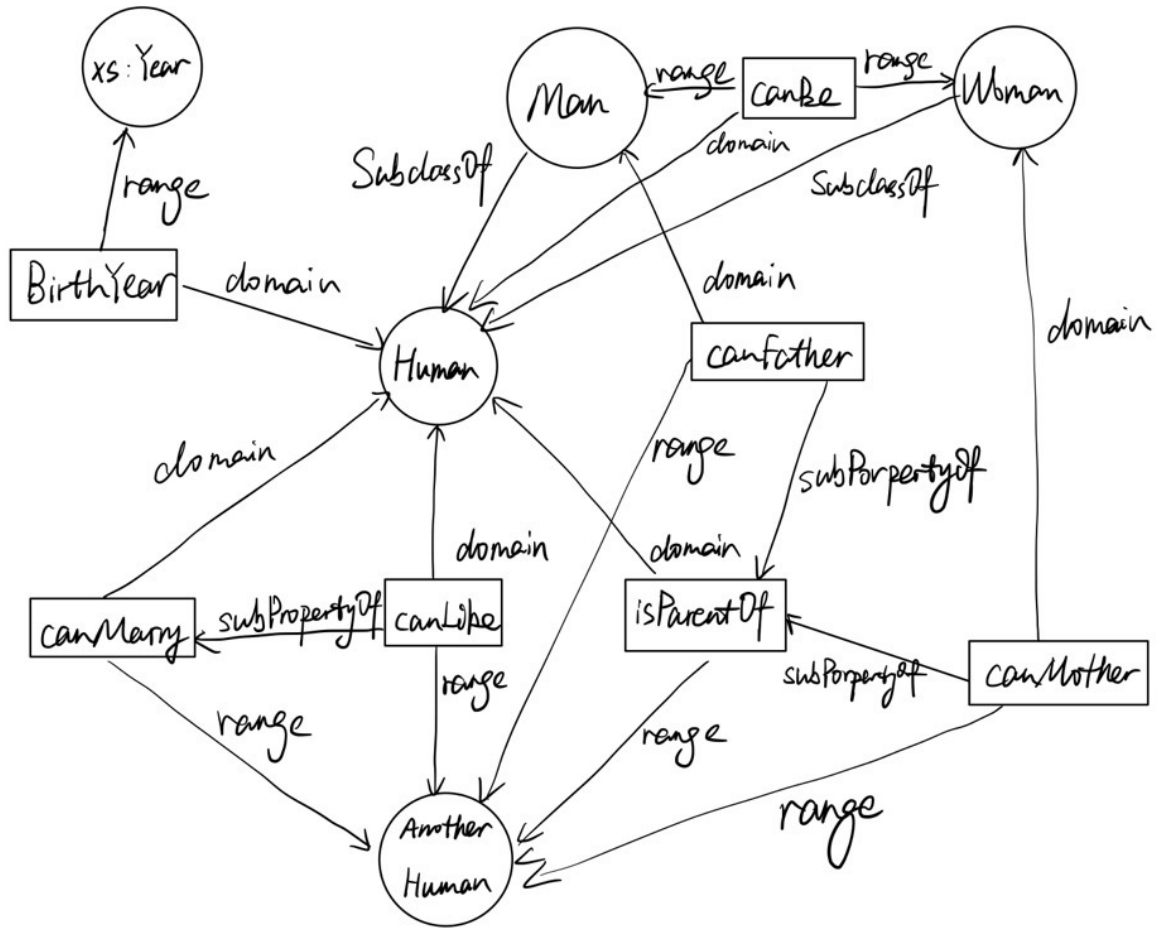 xs:Year
Man
range
canBe
range
Woman
domain
SubclassOf
SubclassOf
range
BirthYear
domain
domain
domain
Human
canFather
range
domain
subPorpertyOf
domain
domain
canMarry
subPropertyOf
canLike
isParentOf
subPorpertyOf
canMother
range
range
range
range
Another
Human